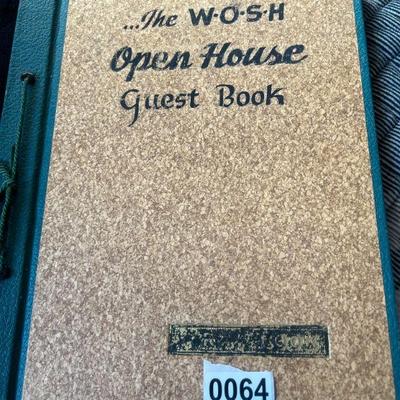 ...The W·O·S·H
Open House
Guest Book
0064